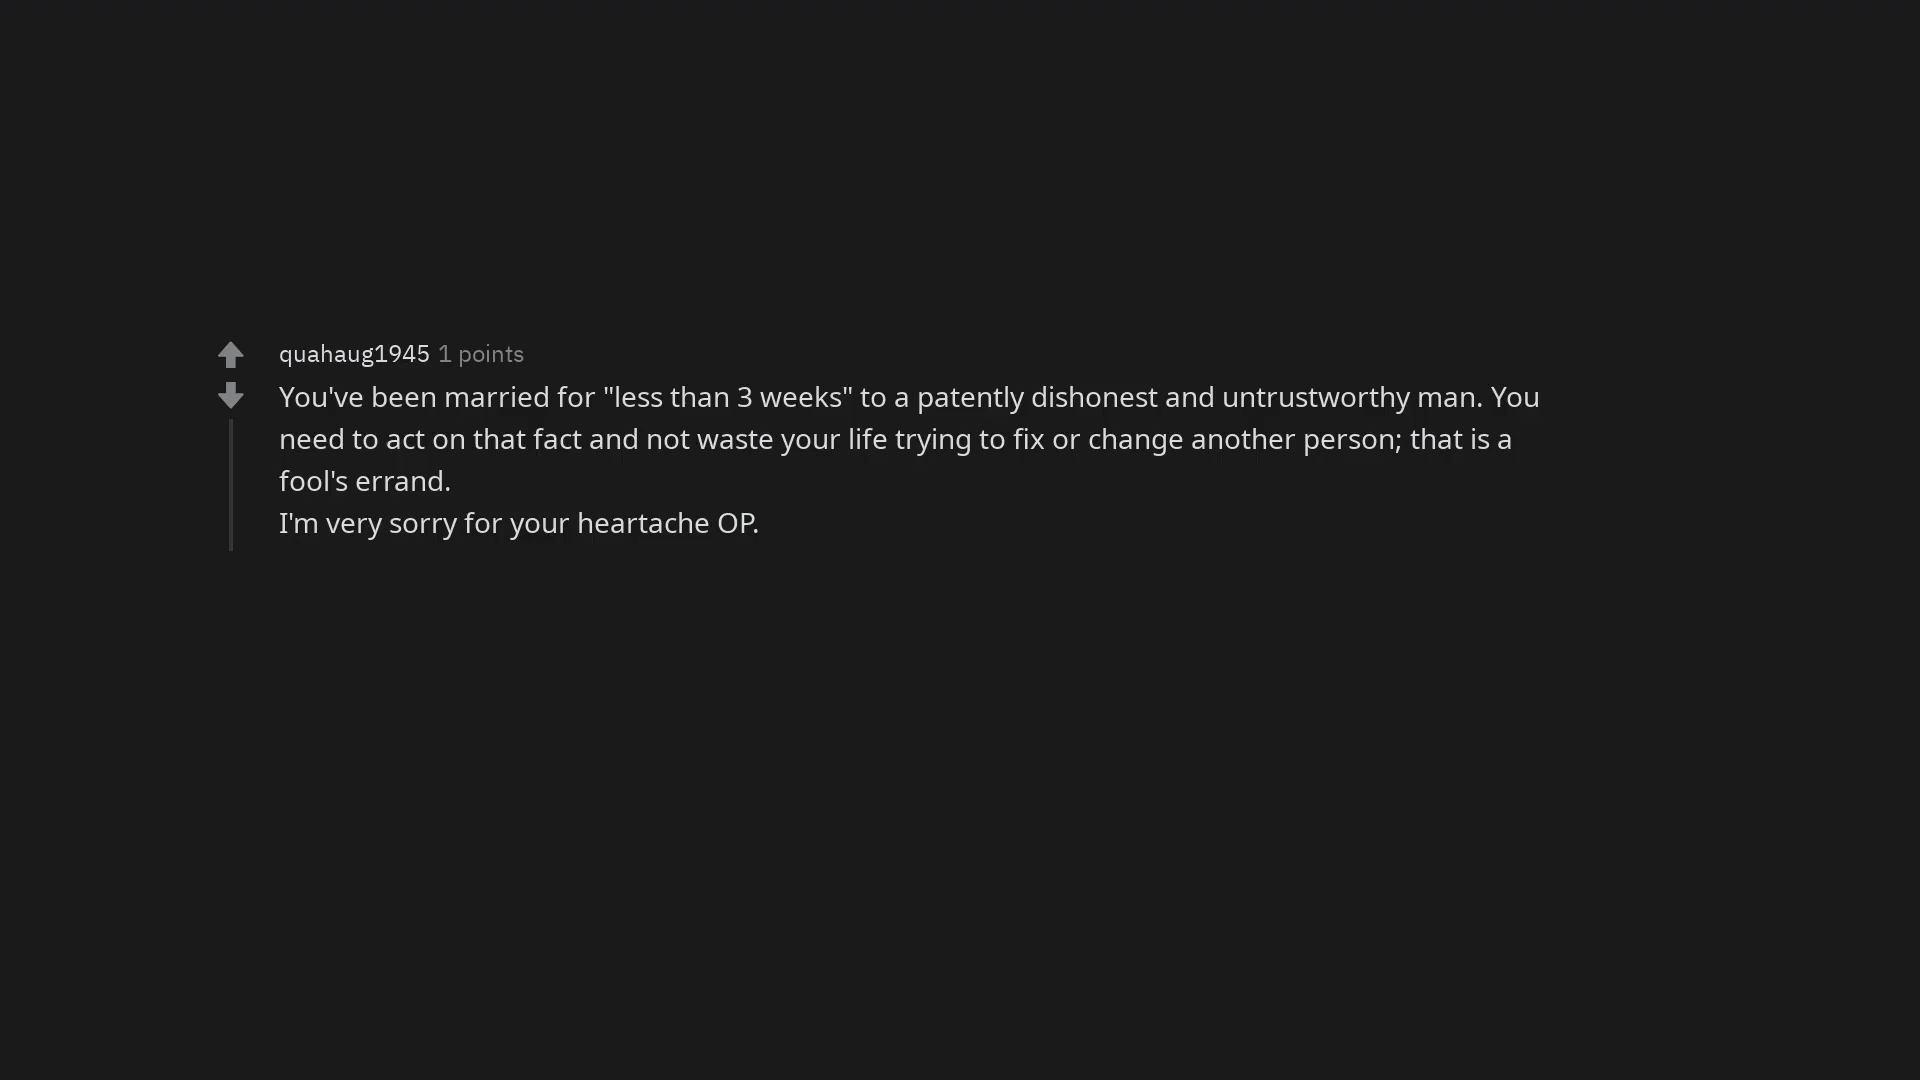 quahaug1945 1 points
You've been married for "less than 3 weeks" to a patently dishonest and untrustworthy man. You
need to act on that fact and not waste your life trying to fix or change another person; that is a
fool's errand.
I'm very sorry for your heartache OP.